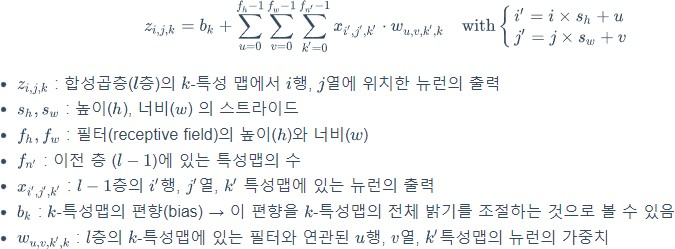 z_{i,j,k} = b_k + \sum_{u=0}^{f_h-1} \sum_{v=0}^{f_w-1} \sum_{k'=0}^{f_{n'}-1} x_{i',j',k'} \cdot w_{u,v,k',k} with \begin{cases} i' = i \times s_h + u \\ j' = j \times s_w + v \end{cases}
• z_{i,j,k} : 합성곱층(l층)의 k-특성 맵에서 i행, j열에 위치한 뉴런의 출력
• s_h, s_w : 높이(h), 너비(w) 의 스트라이드
• f_h, f_w : 필터(receptive field)의 높이(h)와 너비(w)
• f_{n'} : 이전 층 (l − 1)에 있는 특성맵의 수
• x_{i',j',k'} : l − 1층의 i'행, j'열, k' 특성맵에 있는 뉴런의 출력
• b_k : k-특성맵의 편향(bias) → 이 편향을 k-특성맵의 전체 밝기를 조절하는 것으로 볼 수 있음
• w_{u,v,k',k} : l층의 k-특성맵에 있는 필터와 연관된 u행, v열, k'특성맵의 뉴런의 가중치